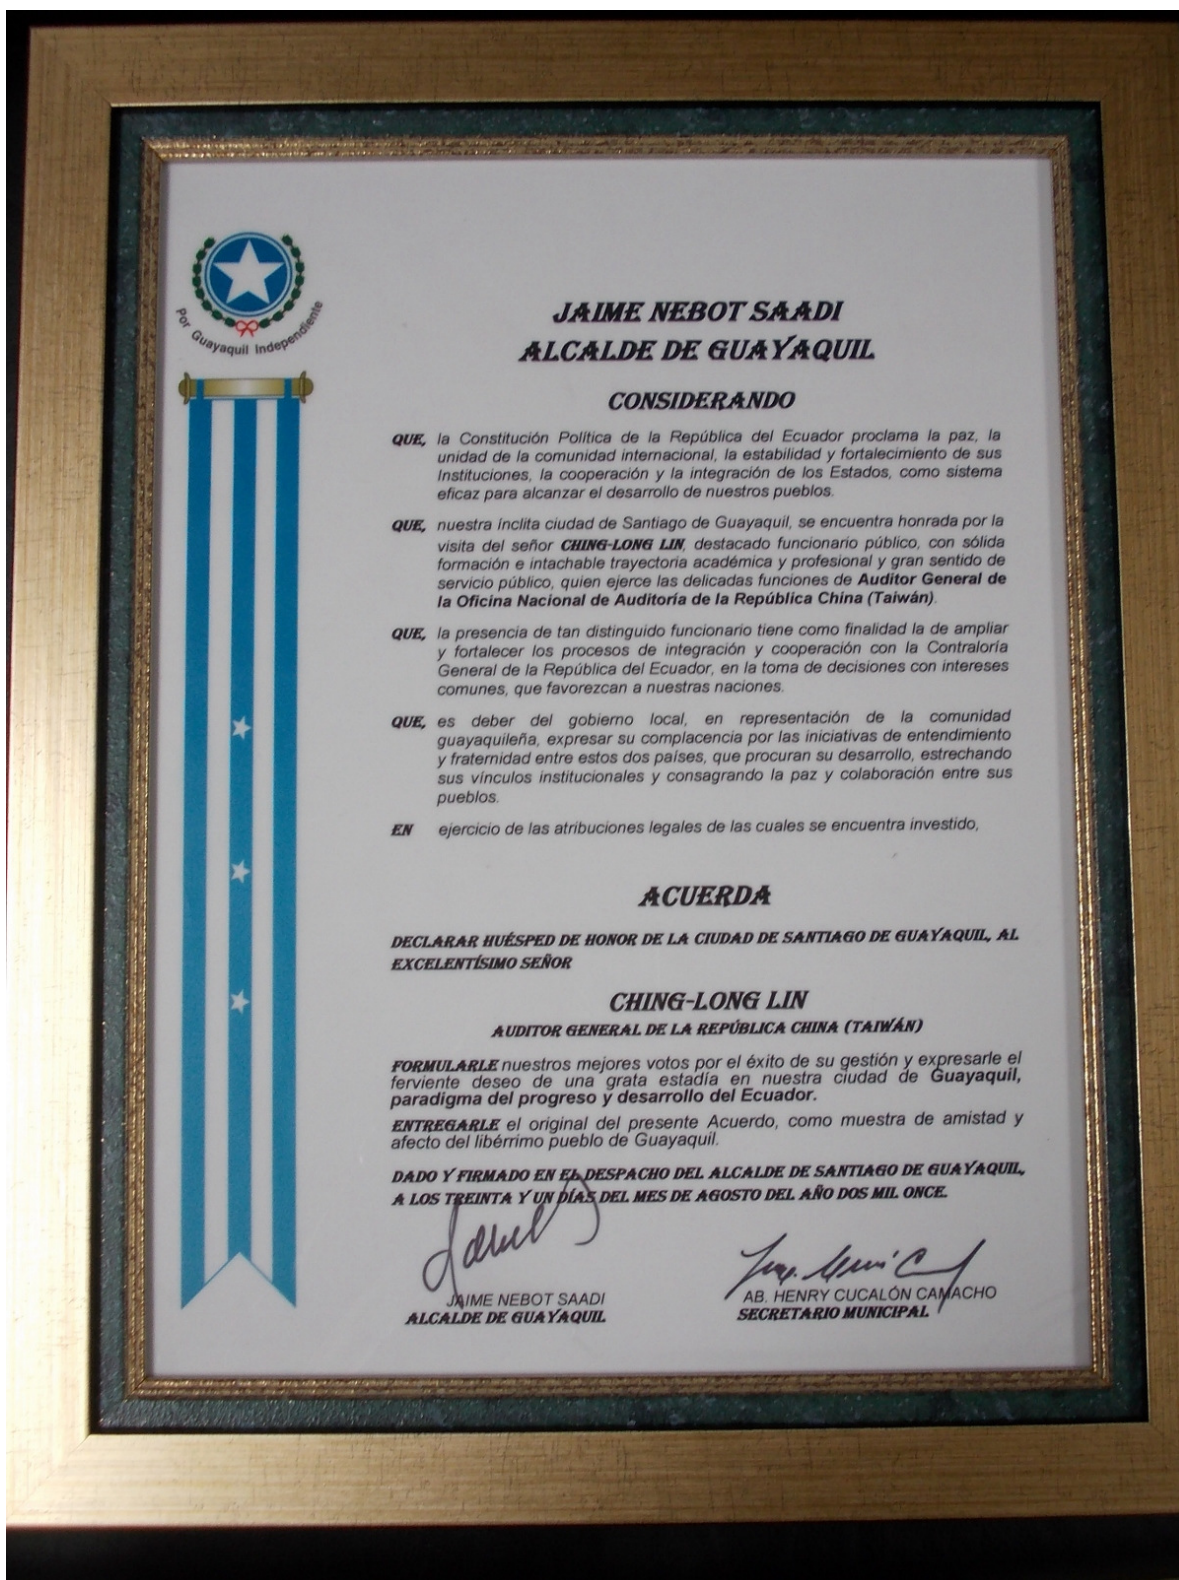 Por Guayaquil Independiente
JAIME NEBOT SAADI
ALCALDE DE GUAYAQUIL
CONSIDERANDO
QUE, la Constitución Política de la República del Ecuador proclama la paz, la
unidad de la comunidad internacional, la estabilidad y fortalecimiento de sus
Instituciones, la cooperación y la integración de los Estados, como sistema
eficaz para alcanzar el desarrollo de nuestros pueblos.
QUE, nuestra ínclita ciudad de Santiago de Guayaquil, se encuentra honrada por la
visita del señor CHING-LONG LIN, destacado funcionario público, con sólida
formación e intachable trayectoria académica y profesional y gran sentido de
servicio público, quien ejerce las delicadas funciones de Auditor General de
la Oficina Nacional de Auditoría de la República China (Taiwán).
QUE, la presencia de tan distinguido funcionario tiene como finalidad la de ampliar
y fortalecer los procesos de integración y cooperación con la Contraloría
General de la República del Ecuador, en la toma de decisiones con intereses
comunes, que favorezcan a nuestras naciones.
QUE, es deber del gobierno local, en representación de la comunidad
guayaquileña, expresar su complacencia por las iniciativas de entendimiento
y fraternidad entre estos dos países, que procuran su desarrollo, estrechando
sus vínculos institucionales y consagrando la paz y colaboración entre sus
pueblos.
EN ejercicio de las atribuciones legales de las cuales se encuentra investido,
ACUERDA
DECLARAR HUÉSPED DE HONOR DE LA CIUDAD DE SANTIAGO DE GUAYAQUIL, AL
EXCELENTÍSIMO SEÑOR
CHING-LONG LIN
AUDITOR GENERAL DE LA REPÚBLICA CHINA (TAIWÁN)
FORMULARLE nuestros mejores votos por el éxito de su gestión y expresarle el
ferviente deseo de una grata estadía en nuestra ciudad de Guayaquil,
paradigma del progreso y desarrollo del Ecuador.
ENTREGARLE el original del presente Acuerdo, como muestra de amistad y
afecto del libérrimo pueblo de Guayaquil.
DADO Y FIRMADO EN EL DESPACHO DEL ALCALDE DE SANTIAGO DE GUAYAQUIL,
A LOS TREINTA Y UN DÍAS DEL MES DE AGOSTO DEL AÑO DOS MIL ONCE.
JAIME NEBOT SAADI
ALCALDE DE GUAYAQUIL
AB. HENRY CUCALÓN CAMACHO
SECRETARIO MUNICIPAL